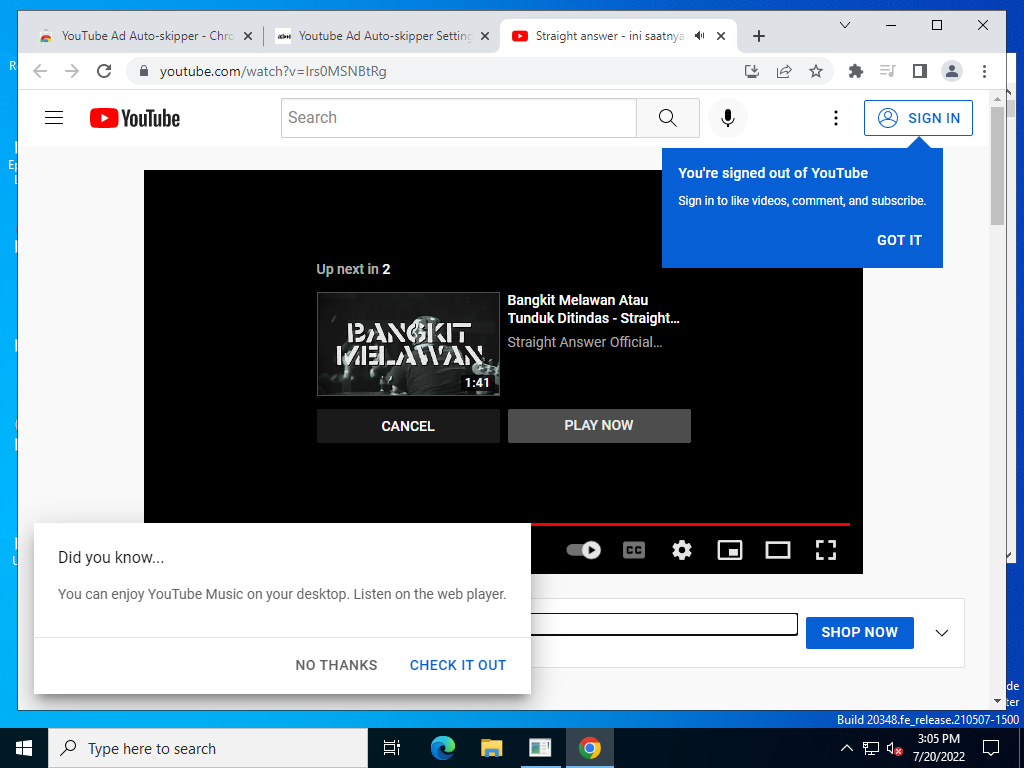 YouTube Ad Auto-skipper - Chro
Youtube Ad Auto-skipper Setting
Straight answer - ini saatnya
youtube.com/watch?v=Irs0MSNBtRg
YouTube
Search
SIGN IN
You're signed out of YouTube
Sign in to like videos, comment, and subscribe.
GOT IT
Up next in 2
BANGKIT
MELAWAN
1:41
Bangkit Melawan Atau
Tunduk Ditindas - Straight...
Straight Answer Official...
CANCEL
PLAY NOW
CC
Did you know...
You can enjoy YouTube Music on your desktop. Listen on the web player.
NO THANKS
CHECK IT OUT
SHOP NOW
Build 20348.fe_release.210507-1500
Type here to search
3:05 PM
7/20/2022